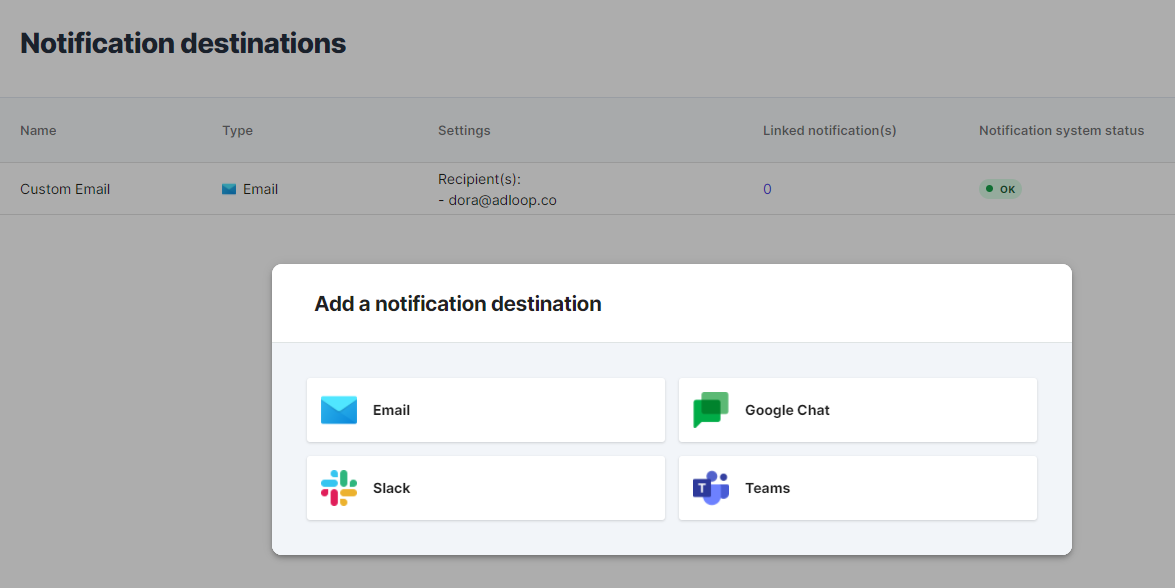 Notification destinations
Name Type Settings Linked notification(s) Notification system status
Custom Email Email Recipient(s): 0 OK
- dora@adloop.co
Add a notification destination
Email Google Chat
Slack Teams